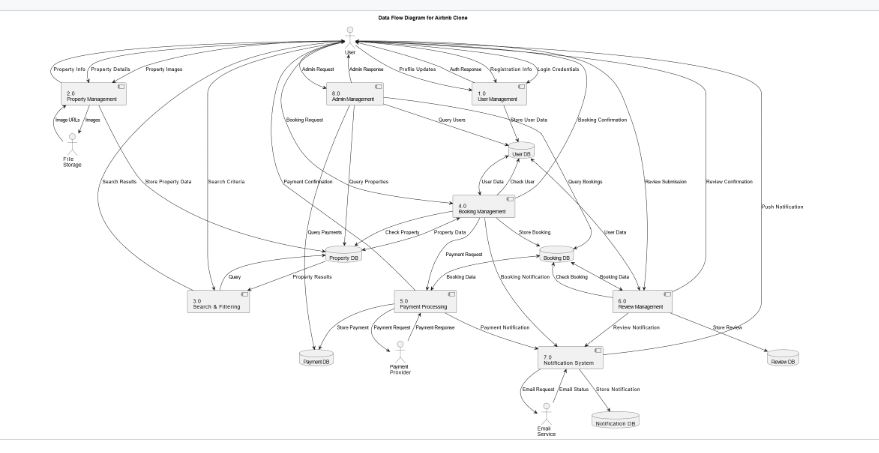 Data Flow Diagram for Airbnb Clone
User
Property Info
Property Details
Property Images
Admin Request
Admin Response
Profile Updates
Auth Response
Registration Info
Login Credentials
2.0
Property Management
8.0
Admin Management
1.0
User Management
Image URLs
Images
Booking Request
Query Users
Store User Data
Booking Confirmation
File
Storage
User DB
Search Results
Store Property Data
Search Criteria
Payment Confirmation
Query Properties
User Data
Check User
Query Bookings
Review Submission
Review Confirmation
4.0
Booking Management
Push Notification
Query Payments
Check Property
Property Data
Store Booking
User Data
Property DB
Payment Request
Booking DB
Query
Property Results
Booking Data
Booking Notification
Check Booking
Booking Data
3.0
Search & Filtering
5.0
Payment Processing
6.0
Review Management
Store Payment
Payment Request
Payment Response
Payment Notification
Review Notification
Store Review
Payment DB
Payment
Provider
7.0
Notification System
Review DB
Email Request
Email Status
Store Notification
Email
Service
Notification DB